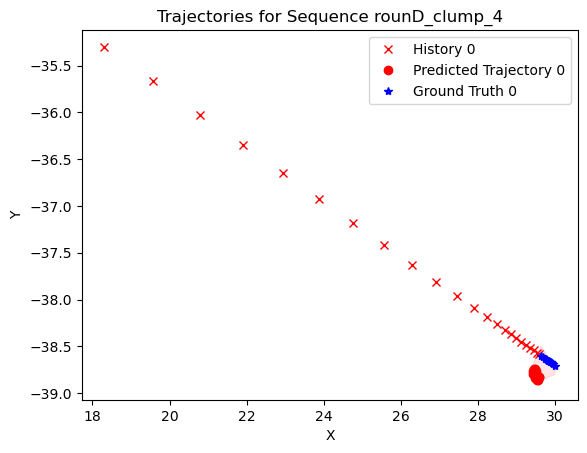 Trajectories for Sequence rounD_clump_4
History 0
Predicted Trajectory 0
Ground Truth 0
Y
−35.5
−36.0
−36.5
−37.0
−37.5
−38.0
−38.5
−39.0
18 20 22 24 26 28 30
X